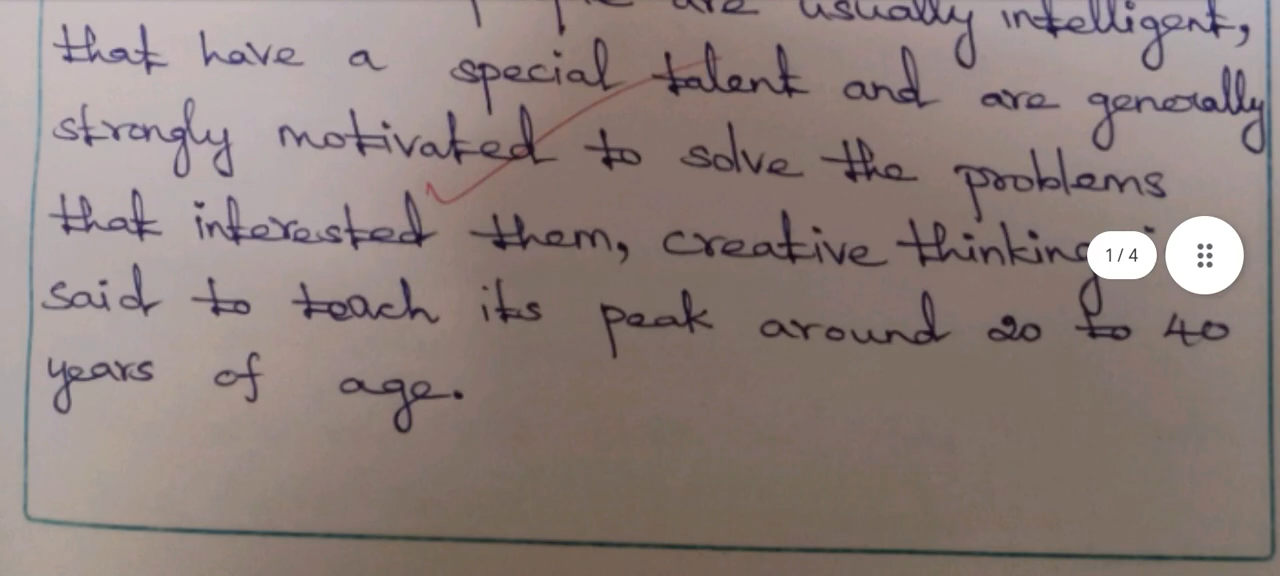 are usually intelligent,
that have a special talent and are generally
strongly motivated to solve the problems
that interested them, creative thinking
said to teach its peak around 20 to 40
years of age.
1 / 4